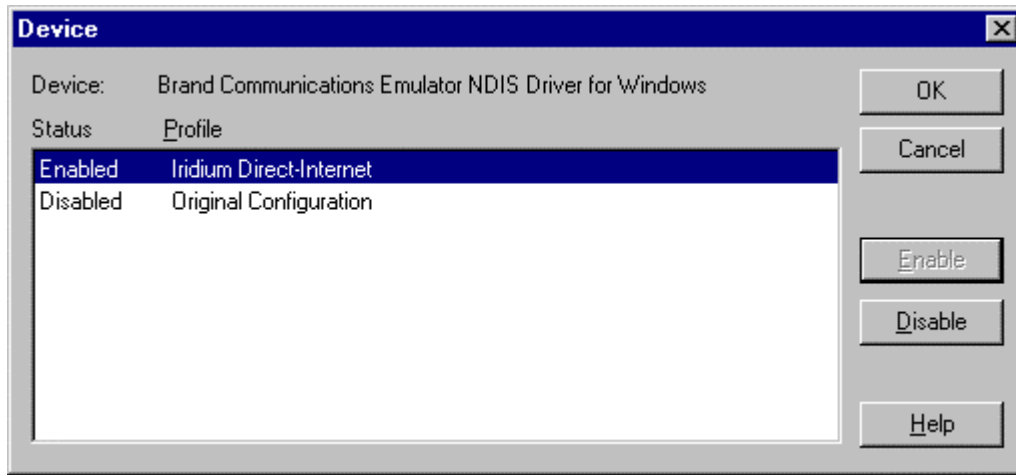 Device
Device: Brand Communications Emulator NDIS Driver for Windows
Status Profile
Enabled Iridium Direct-Internet
Disabled Original Configuration
OK
Cancel
Enable
Disable
Help